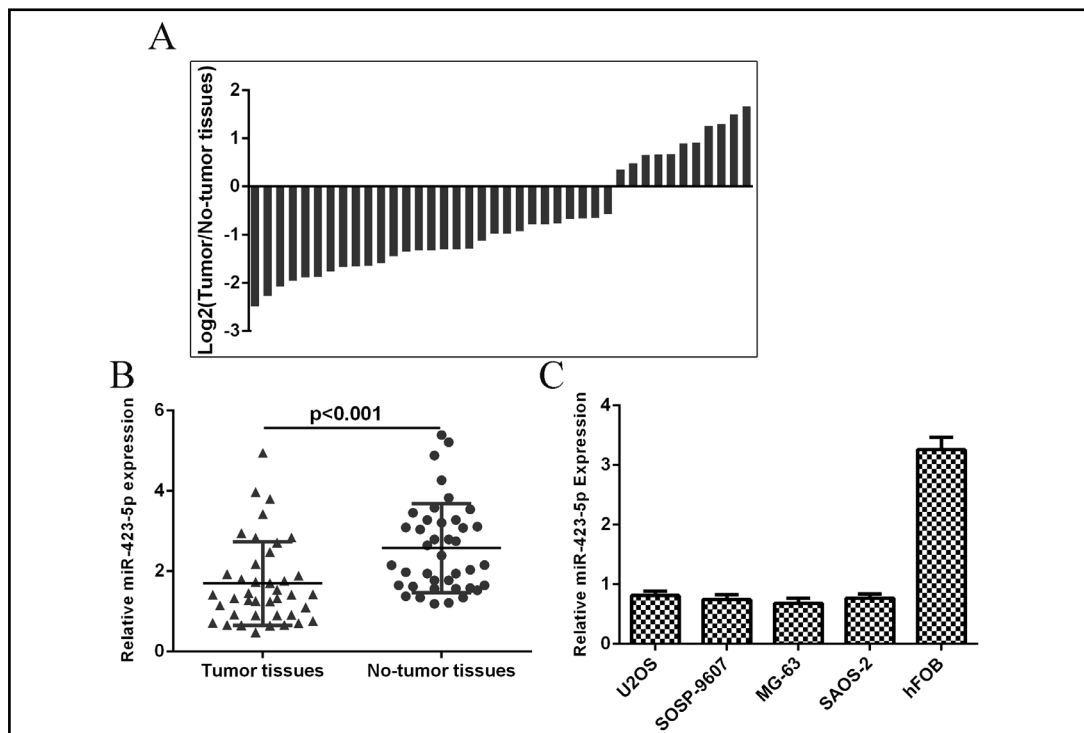 A
Log2(Tumor/No-tumor tissues)
2
1
0
-1
-2
-3
B
Relative miR-423-5p expression
6
4
2
0
p<0.001
Tumor tissues
No-tumor tissues
C
Relative miR-423-5p Expression
4
3
2
1
0
U2OS
SOSP-9607
MG-63
SAOS-2
hFOB